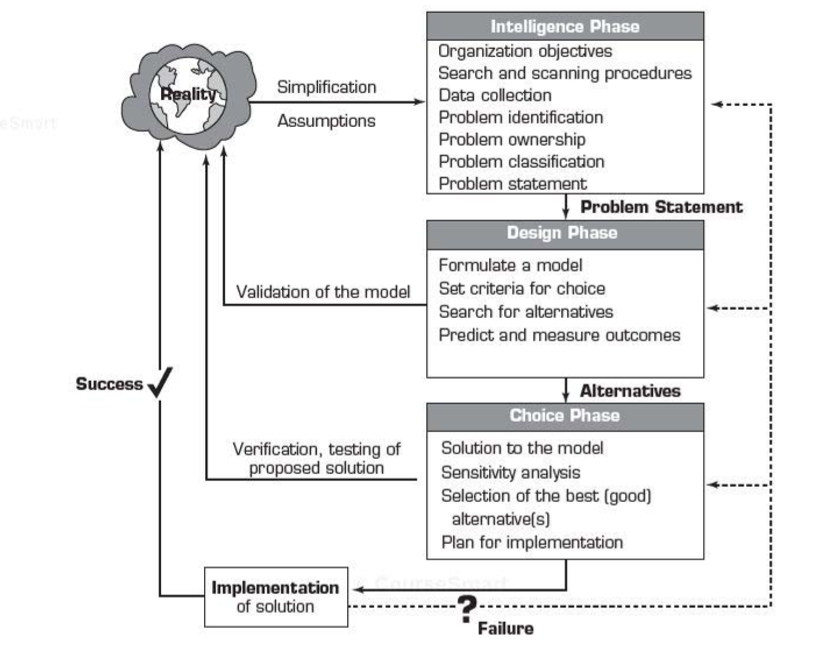 Intelligence Phase
Organization objectives
Search and scanning procedures
Data collection
Problem identification
Problem ownership
Problem classification
Problem statement
Reality
Simplification
Assumptions
eSmart
Problem Statement
Design Phase
Formulate a model
Set criteria for choice
Search for alternatives
Predict and measure outcomes
Validation of the model
Alternatives
Success
Choice Phase
Solution to the model
Sensitivity analysis
Selection of the best (good)
alternative(s)
Plan for implementation
Verification, testing of
proposed solution
CourseSmart
Implementation
of solution
?
Failure